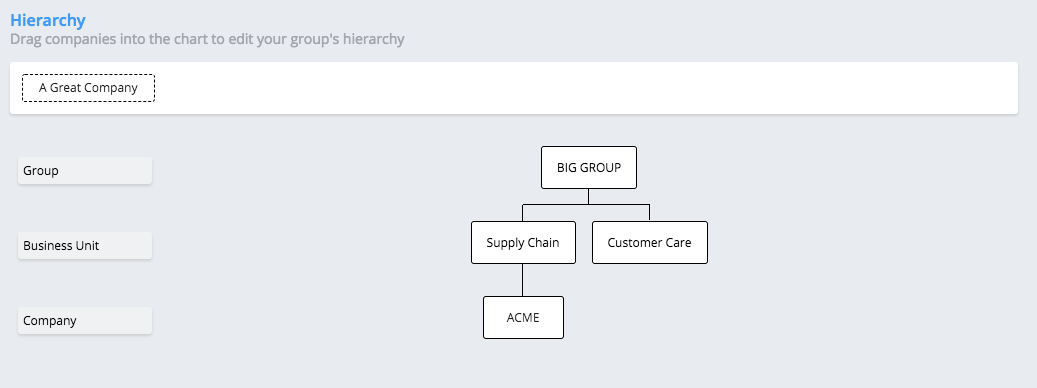 Hierarchy
Drag companies into the chart to edit your group's hierarchy
A Great Company
Group
BIG GROUP
Business Unit
Supply Chain
Customer Care
Company
ACME